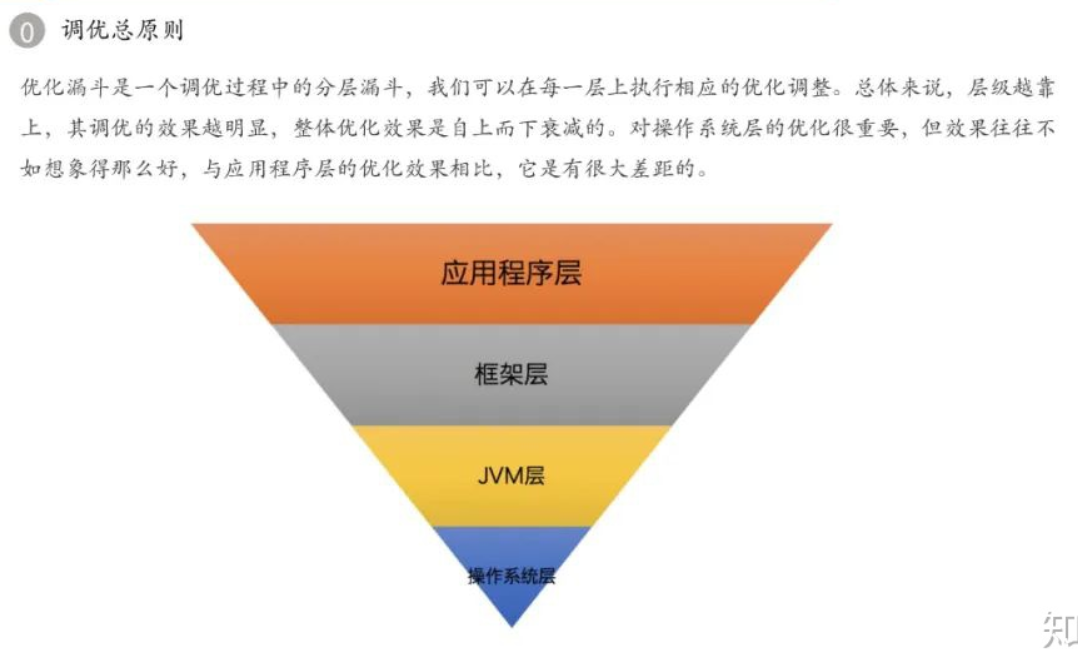 0 调优总原则
优化漏斗是一个调优过程中的分层漏斗，我们可以在每一层上执行相应的优化调整。总体来说，层级越靠
上，其调优的效果越明显，整体优化效果是自上而下衰减的。对操作系统层的优化很重要，但效果往往不
如想象得那么好，与应用程序层的优化效果相比，它是有很大差距的。
应用程序层
框架层
JVM层
操作系统层
知